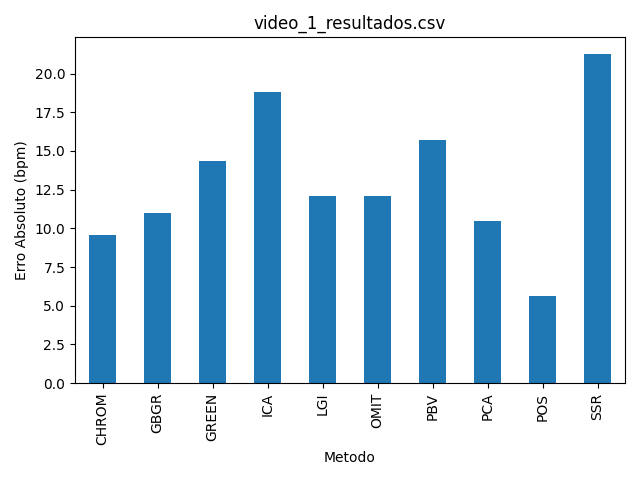 video_1_resultados.csv
Erro Absoluto (bpm)
20.0
17.5
15.0
12.5
10.0
7.5
5.0
2.5
0.0
CHROM
GBGR
GREEN
ICA
LGI
OMIT
PBV
PCA
POS
SSR
Metodo